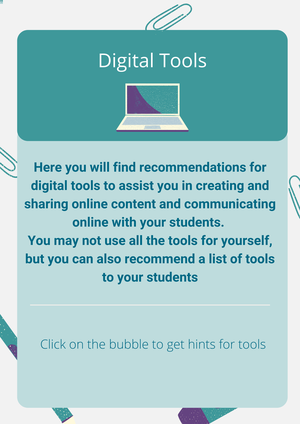 Digital Tools
Here you will find recommendations for
digital tools to assist you in creating and
sharing online content and communicating
online with your students.
You may not use all the tools for yourself,
but you can also recommend a list of tools
to your students
Click on the bubble to get hints for tools